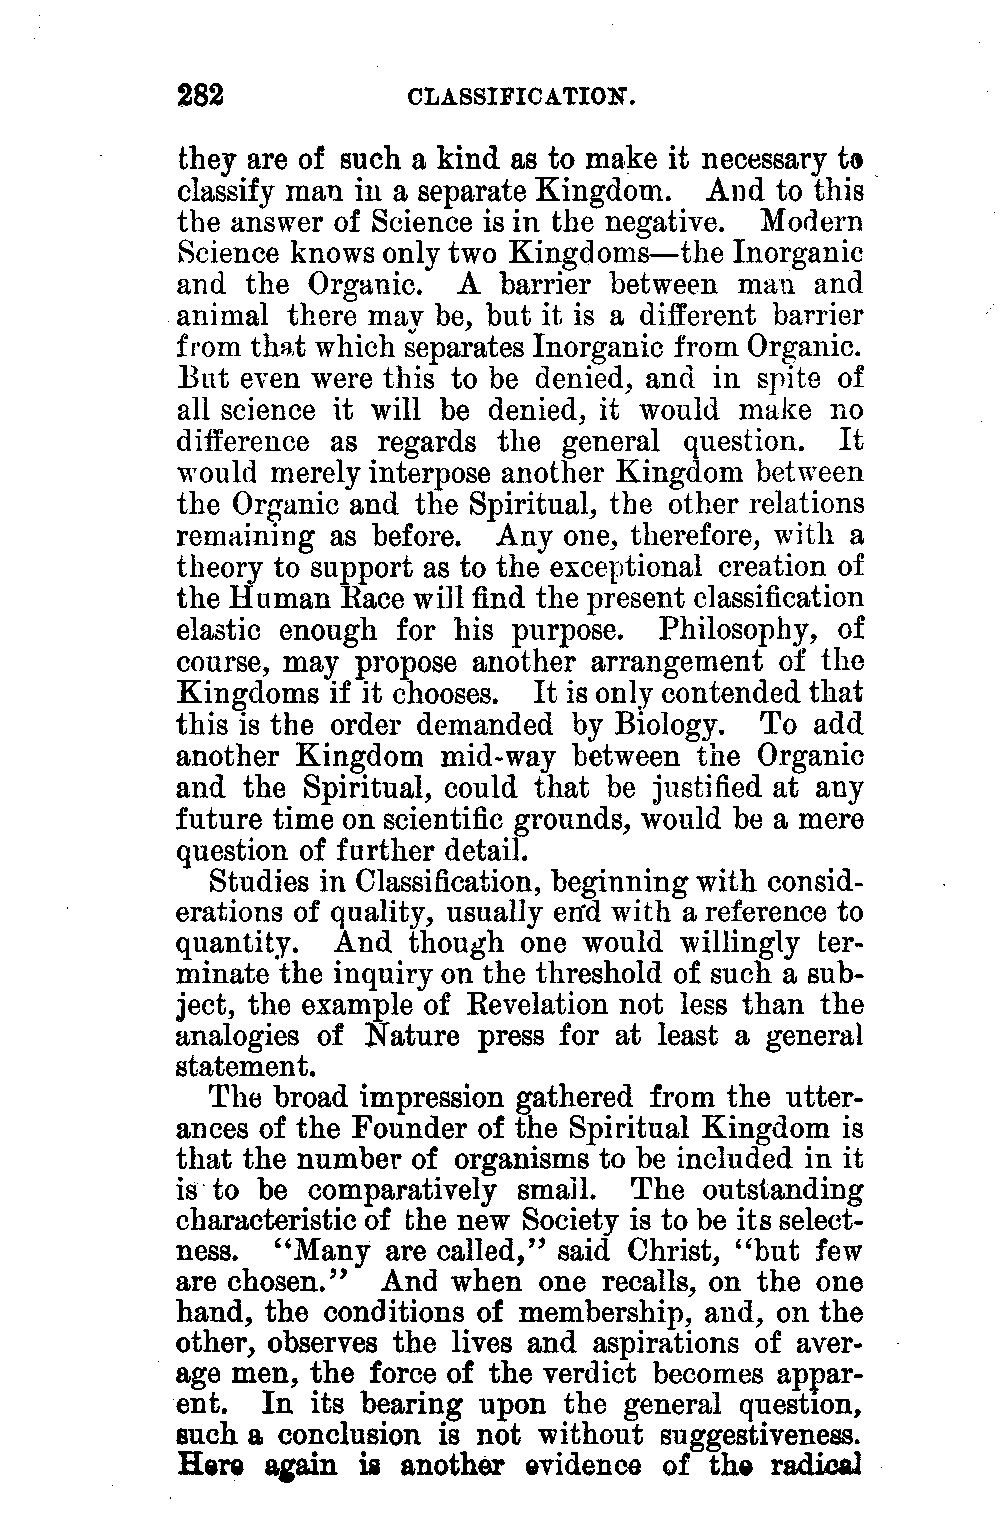 282 CLASSIFICATION.
they are of such a kind as to make it necessary to
classify man in a separate Kingdom. And to this
the answer of Science is in the negative. Modern
Science knows only two Kingdoms—the Inorganic
and the Organic. A barrier between man and
animal there may be, but it is a different barrier
from that which separates Inorganic from Organic.
But even were this to be denied, and in spite of
all science it will be denied, it would make no
difference as regards the general question. It
would merely interpose another Kingdom between
the Organic and the Spiritual, the other relations
remaining as before. Any one, therefore, with a
theory to support as to the exceptional creation of
the Human Race will find the present classification
elastic enough for his purpose. Philosophy, of
course, may propose another arrangement of the
Kingdoms if it chooses. It is only contended that
this is the order demanded by Biology. To add
another Kingdom mid-way between the Organic
and the Spiritual, could that be justified at any
future time on scientific grounds, would be a mere
question of further detail.
Studies in Classification, beginning with consid-
erations of quality, usually end with a reference to
quantity. And though one would willingly ter-
minate the inquiry on the threshold of such a sub-
ject, the example of Revelation not less than the
analogies of Nature press for at least a general
statement.
The broad impression gathered from the utter-
ances of the Founder of the Spiritual Kingdom is
that the number of organisms to be included in it
is to be comparatively small. The outstanding
characteristic of the new Society is to be its select-
ness. “Many are called,” said Christ, “but few
are chosen.” And when one recalls, on the one
hand, the conditions of membership, and, on the
other, observes the lives and aspirations of aver-
age men, the force of the verdict becomes appar-
ent. In its bearing upon the general question,
such a conclusion is not without suggestiveness.
Here again is another evidence of the radical